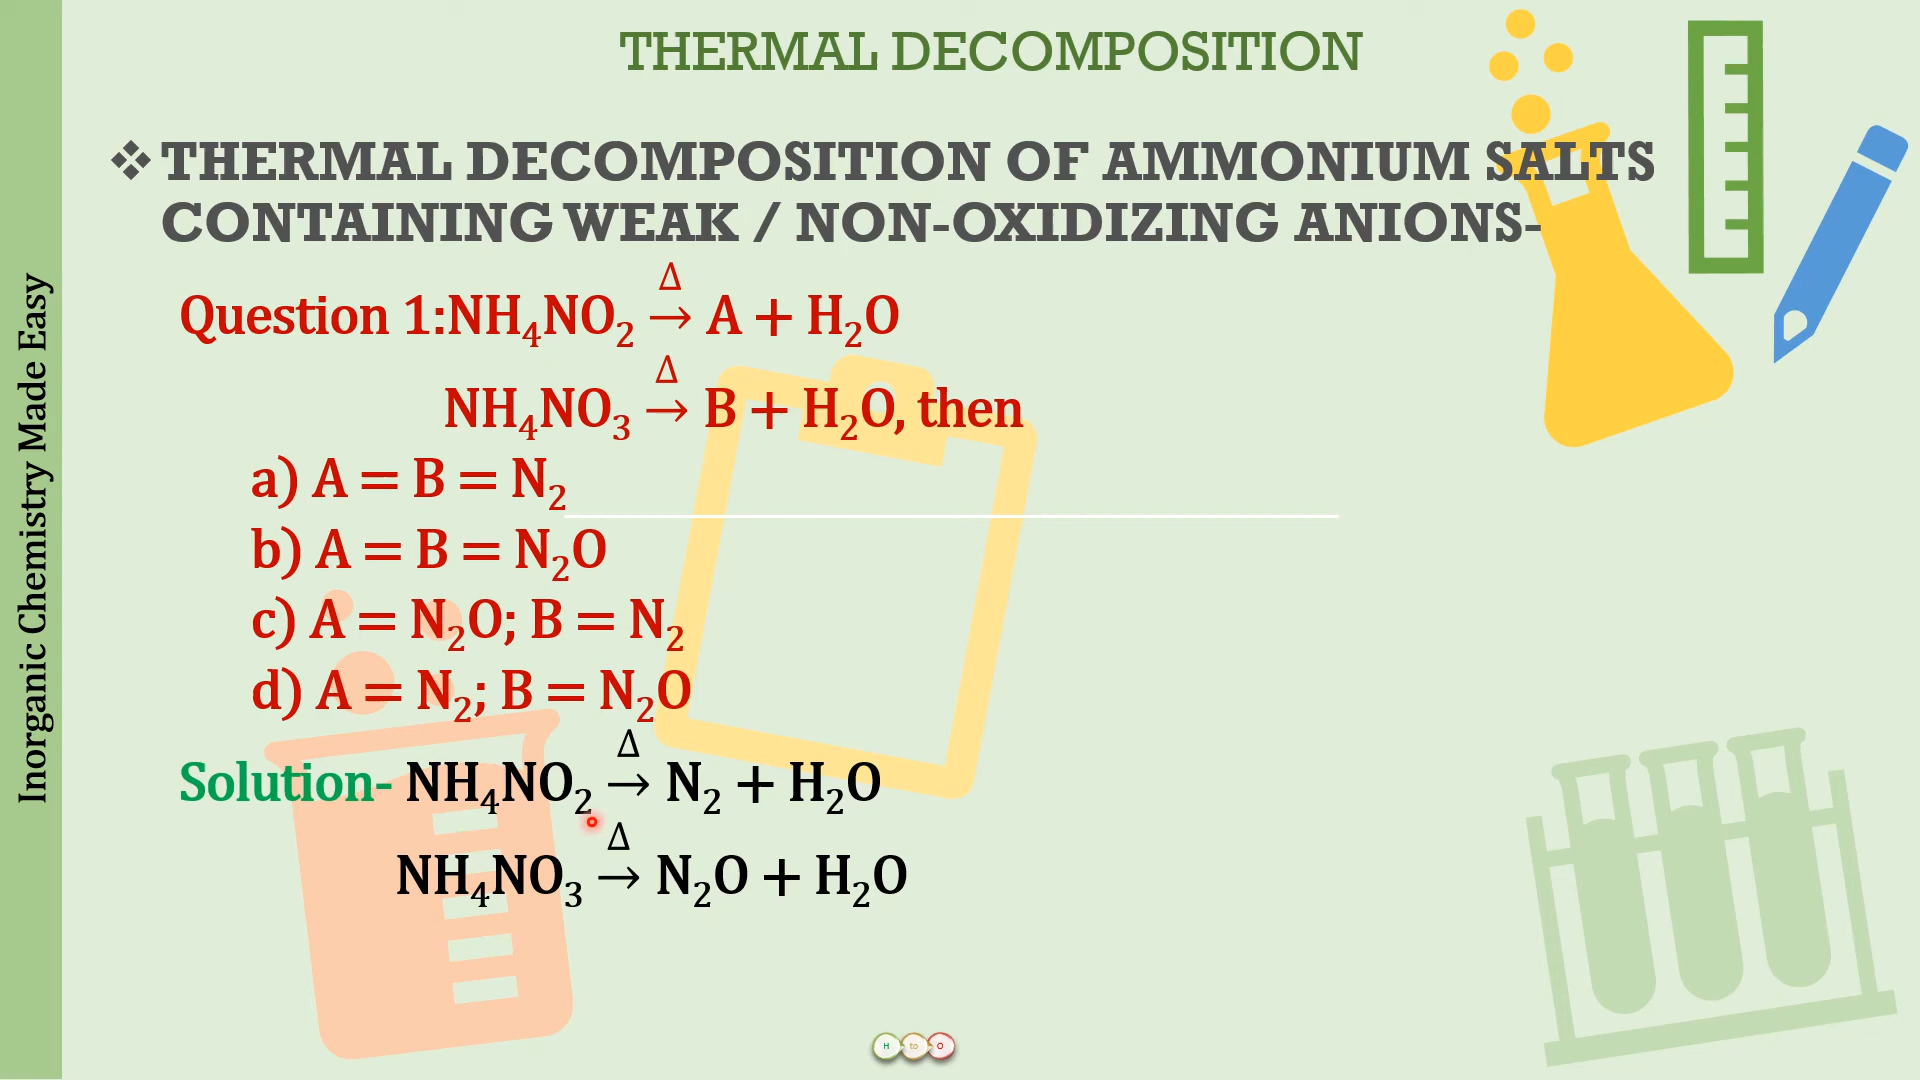 THERMAL DECOMPOSITION
❖ THERMAL DECOMPOSITION OF AMMONIUM SALTS
CONTAINING WEAK / NON-OXIDIZING ANIONS-
Question 1:NH₄NO₂ →^Δ A + H₂O
NH₄NO₃ →^Δ B + H₂O, then
a) A = B = N₂
b) A = B = N₂O
c) A = N₂O; B = N₂
d) A = N₂; B = N₂O
Solution- NH₄NO₂ →^Δ N₂ + H₂O
NH₄NO₃ →^Δ N₂O + H₂O
Inorganic Chemistry Made Easy
H to O